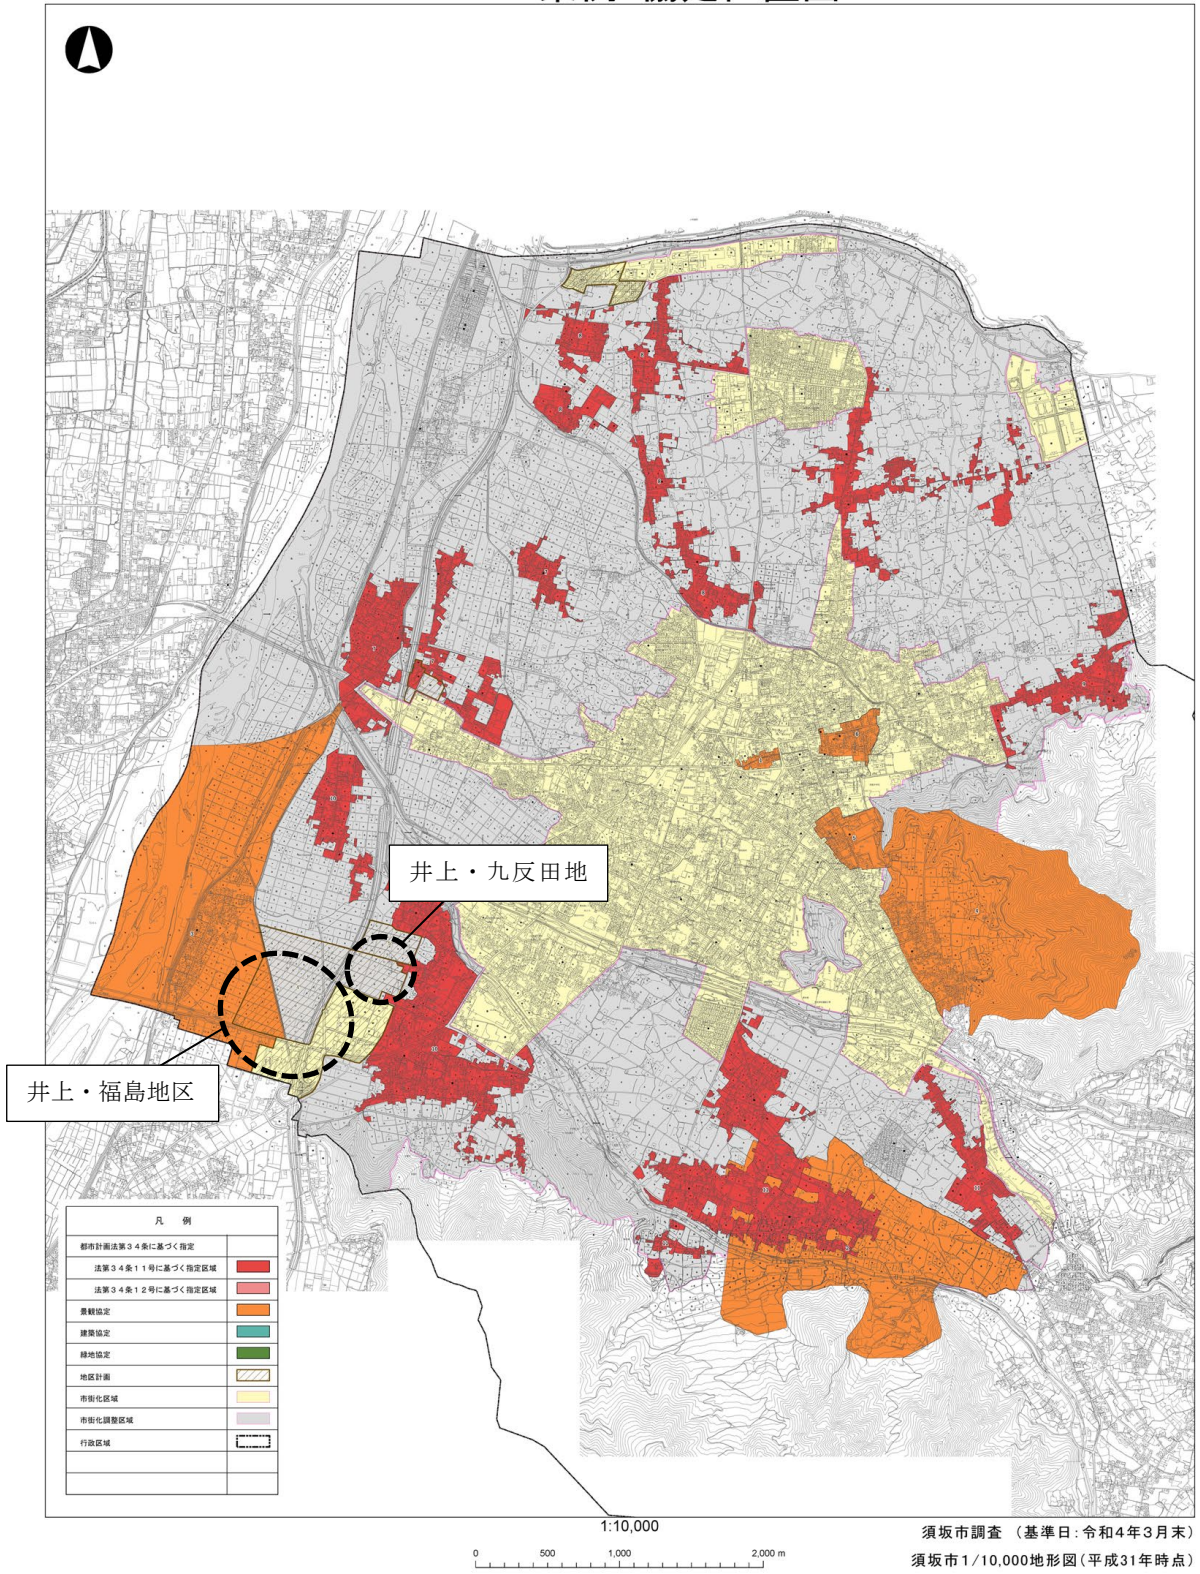 井上・九反田地
井上・福島地区
凡　例
都市計画法第３４条に基づく指定
法第３４条１１号に基づく指定区域
法第３４条１２号に基づく指定区域
景観協定
建築協定
緑地協定
地区計画
市街化区域
市街化調整区域
行政区域
1:10,000
0 500 1,000 2,000 m
須坂市調査 （基準日:令和4年3月末）
須坂市1/10,000地形図(平成31年時点)